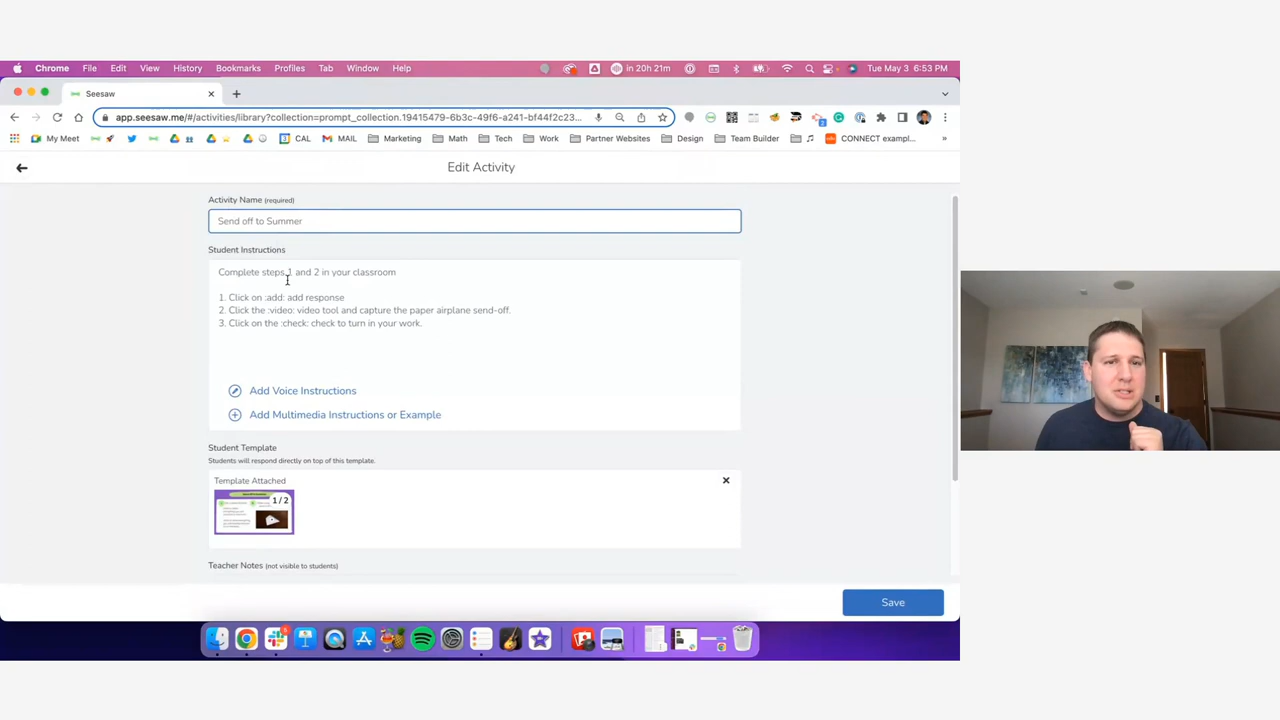 Chrome File Edit View History Bookmarks Profiles Tab Window Help in 20h 21m Tue May 3 6:53 PM
Seesaw
app.seesaw.me/#/activities/library?collection=prompt_collection.19415479-6b3c-49f6-a241-bf44f2c23...
My Meet CAL MAIL Marketing Math Tech Work Partner Websites Design Team Builder CONNECT exampl... »
Edit Activity
Activity Name (required)
Send off to Summer
Student Instructions
Complete steps 1 and 2 in your classroom
1. Click on :add: add response
2. Click the :video: video tool and capture the paper airplane send-off.
3. Click on the :check: check to turn in your work.
Add Voice Instructions
Add Multimedia Instructions or Example
Student Template
Students will respond directly on top of this template.
Template Attached
1 / 2
Teacher Notes (not visible to students)
Save